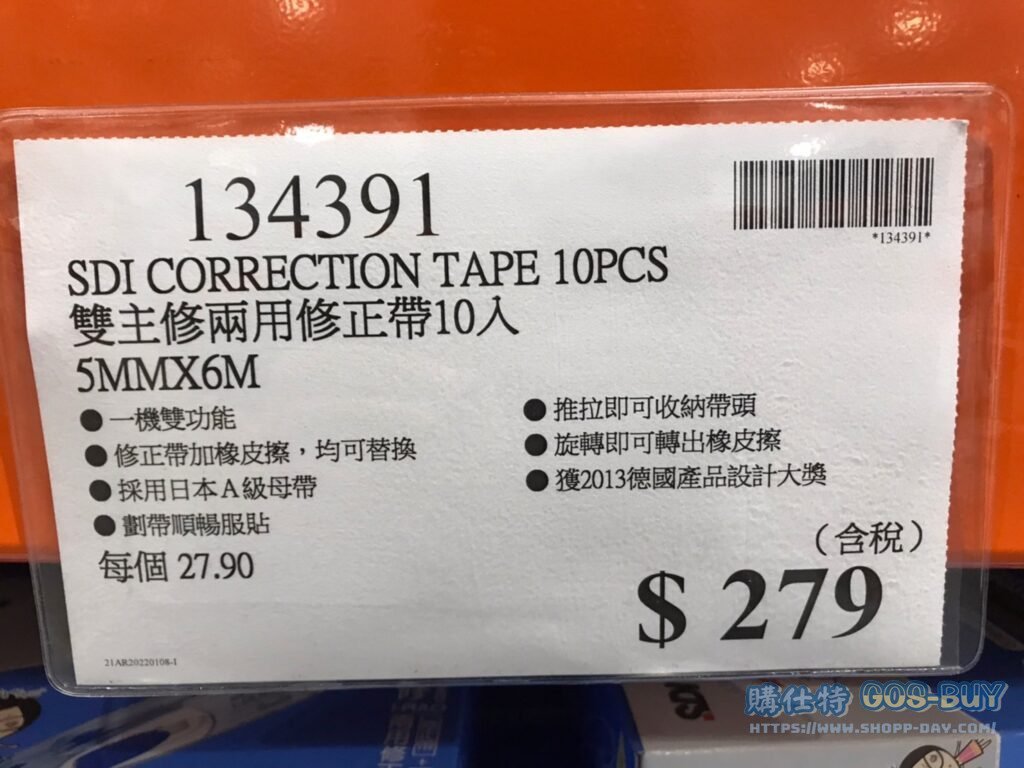 134391
*134391*
SDI CORRECTION TAPE 10PCS
雙主修兩用修正帶10入
5MMX6M
●一機雙功能
●修正帶加橡皮擦，均可替換
●採用日本A級母帶
●劃帶順暢服貼
●推拉即可收納帶頭
●旋轉即可轉出橡皮擦
●獲2013德國產品設計大獎
每個 27.90
（含稅）
$ 279
21AR20220108-1
購仕特 GOS-BUY
HTTPS://WWW.SHOPP-DAY.COM/